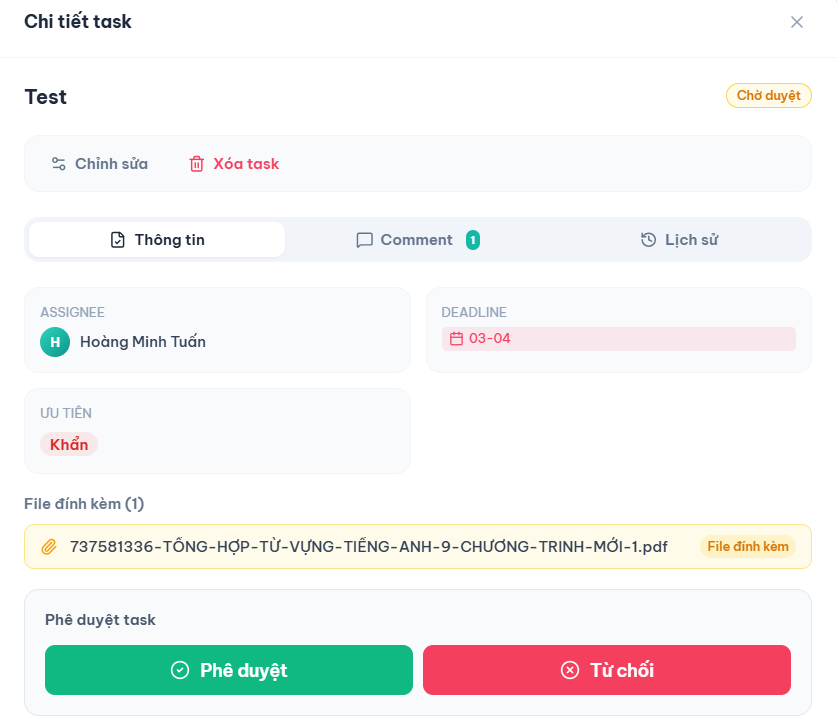 Chi tiết task
Test
Chờ duyệt
Chỉnh sửa
Xóa task
Thông tin
Comment 1
Lịch sử
ASSIGNEE
H Hoàng Minh Tuấn
DEADLINE
03-04
ƯU TIÊN
Khẩn
File đính kèm (1)
737581336-TỔNG-HỢP-TỪ-VỰNG-TIẾNG-ANH-9-CHƯƠNG-TRINH-MỚI-1.pdf
File đính kèm
Phê duyệt task
Phê duyệt
Từ chối